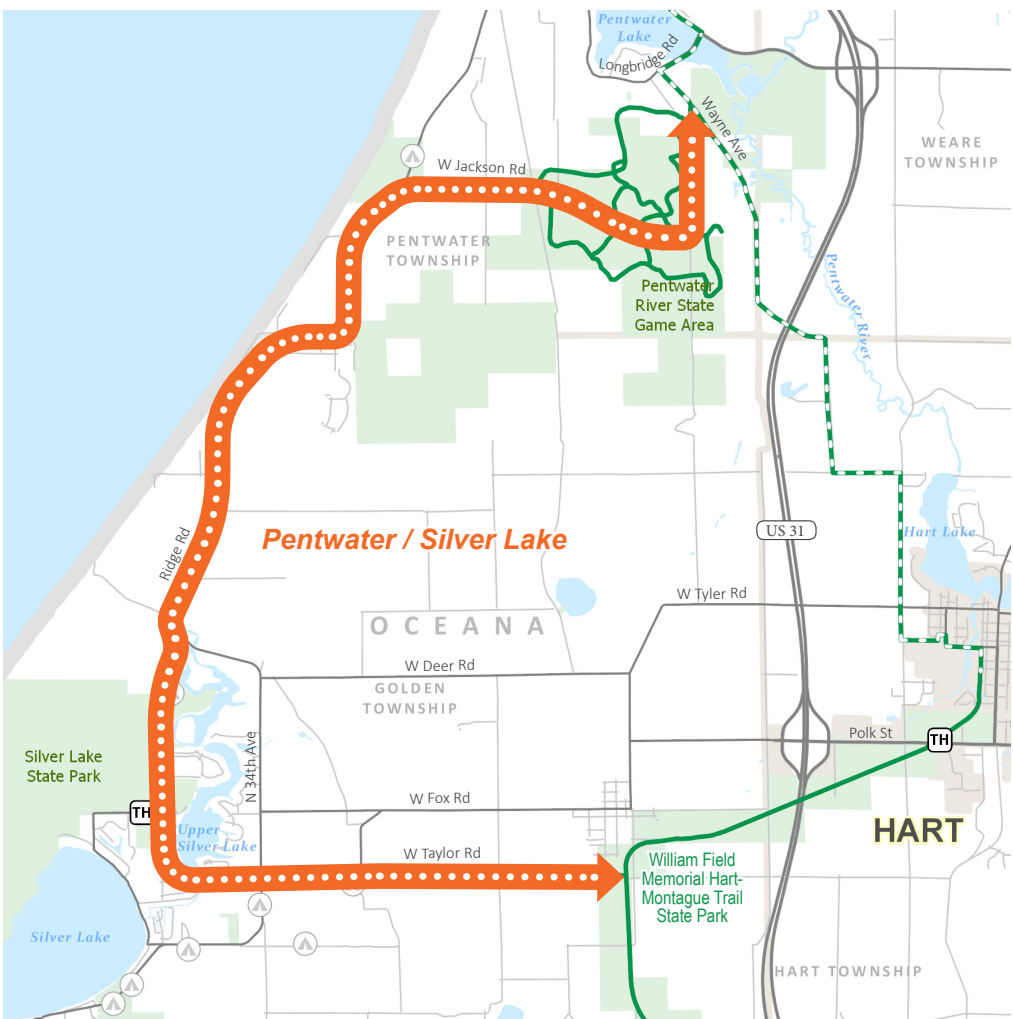 Pentwater
Lake
Longbridge Rd
Wayne Ave
WEARE
TOWNSHIP
W Jackson Rd
PENTWATER
TOWNSHIP
Pentwater River
Pentwater
River State
Game Area
Ridge Rd
Pentwater / Silver Lake
US 31
Hart Lake
W Tyler Rd
OCEANA
W Deer Rd
GOLDEN
TOWNSHIP
N 34th Ave
Polk St
TH
Silver Lake
State Park
W Fox Rd
TH
Upper
Silver Lake
HART
W Taylor Rd
William Field
Memorial Hart-
Montague Trail
State Park
Silver Lake
HART TOWNSHIP